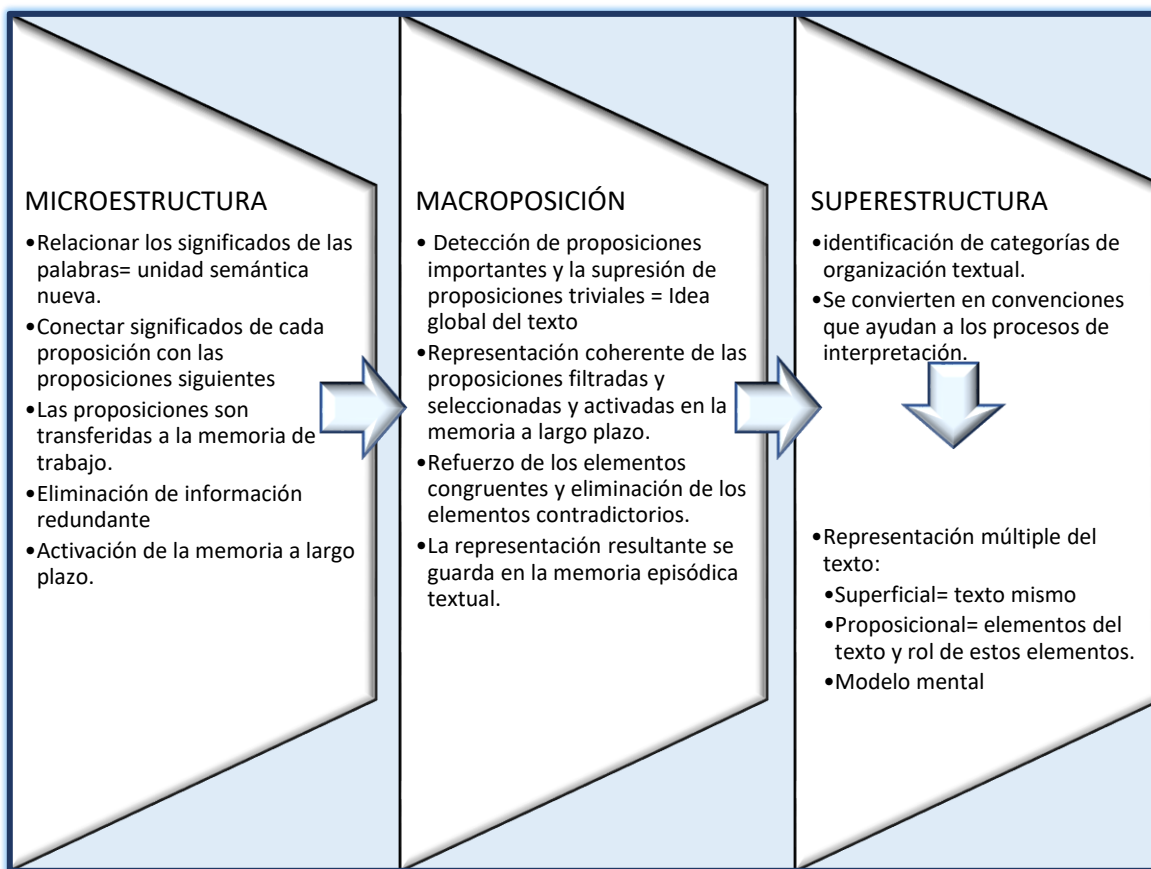 MICROESTRUCTURA
•Relacionar los significados de las
palabras= unidad semántica
nueva.
•Conectar significados de cada
proposición con las
proposiciones siguientes
•Las proposiciones son
transferidas a la memoria de
trabajo.
•Eliminación de información
redundante
•Activación de la memoria a largo
plazo.
MACROPOSICIÓN
• Detección de proposiciones
importantes y la supresión de
proposiciones triviales = Idea
global del texto
•Representación coherente de las
proposiciones filtradas y
seleccionadas y activadas en la
memoria a largo plazo.
•Refuerzo de los elementos
congruentes y eliminación de los
elementos contradictorios.
•La representación resultante se
guarda en la memoria episódica
textual.
SUPERESTRUCTURA
•identificación de categorías de
organización textual.
•Se convierten en convenciones
que ayudan a los procesos de
interpretación.
•Representación múltiple del
texto:
•Superficial= texto mismo
•Proposicional= elementos del
texto y rol de estos elementos.
•Modelo mental